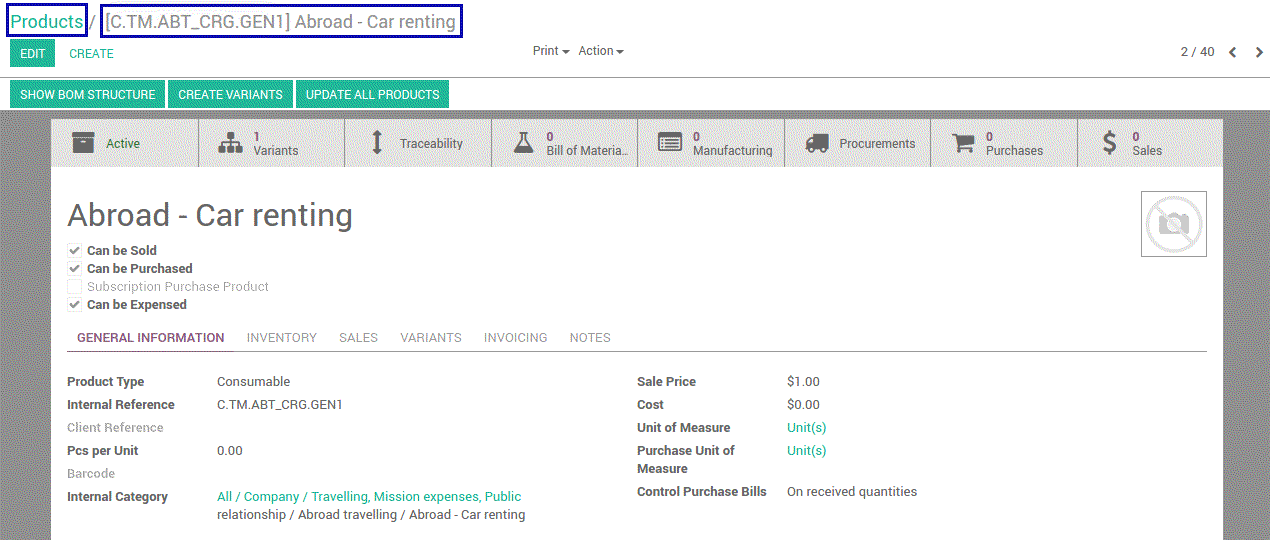 Products / [C.TM.ABT_CRG.GEN1] Abroad - Car renting
EDIT CREATE Print Action 2 / 40
SHOW BOM STRUCTURE CREATE VARIANTS UPDATE ALL PRODUCTS
Active
1 Variants
Traceability
0 Bill of Materia...
0 Manufacturing
Procurements
0 Purchases
0 Sales
Abroad - Car renting
Can be Sold
Can be Purchased
Subscription Purchase Product
Can be Expensed
GENERAL INFORMATION INVENTORY SALES VARIANTS INVOICING NOTES
Product Type Consumable
Internal Reference C.TM.ABT_CRG.GEN1
Client Reference
Pcs per Unit 0.00
Barcode
Internal Category All / Company / Travelling, Mission expenses, Public
relationship / Abroad travelling / Abroad - Car renting
Sale Price $1.00
Cost $0.00
Unit of Measure Unit(s)
Purchase Unit of Unit(s)
Measure
Control Purchase Bills On received quantities